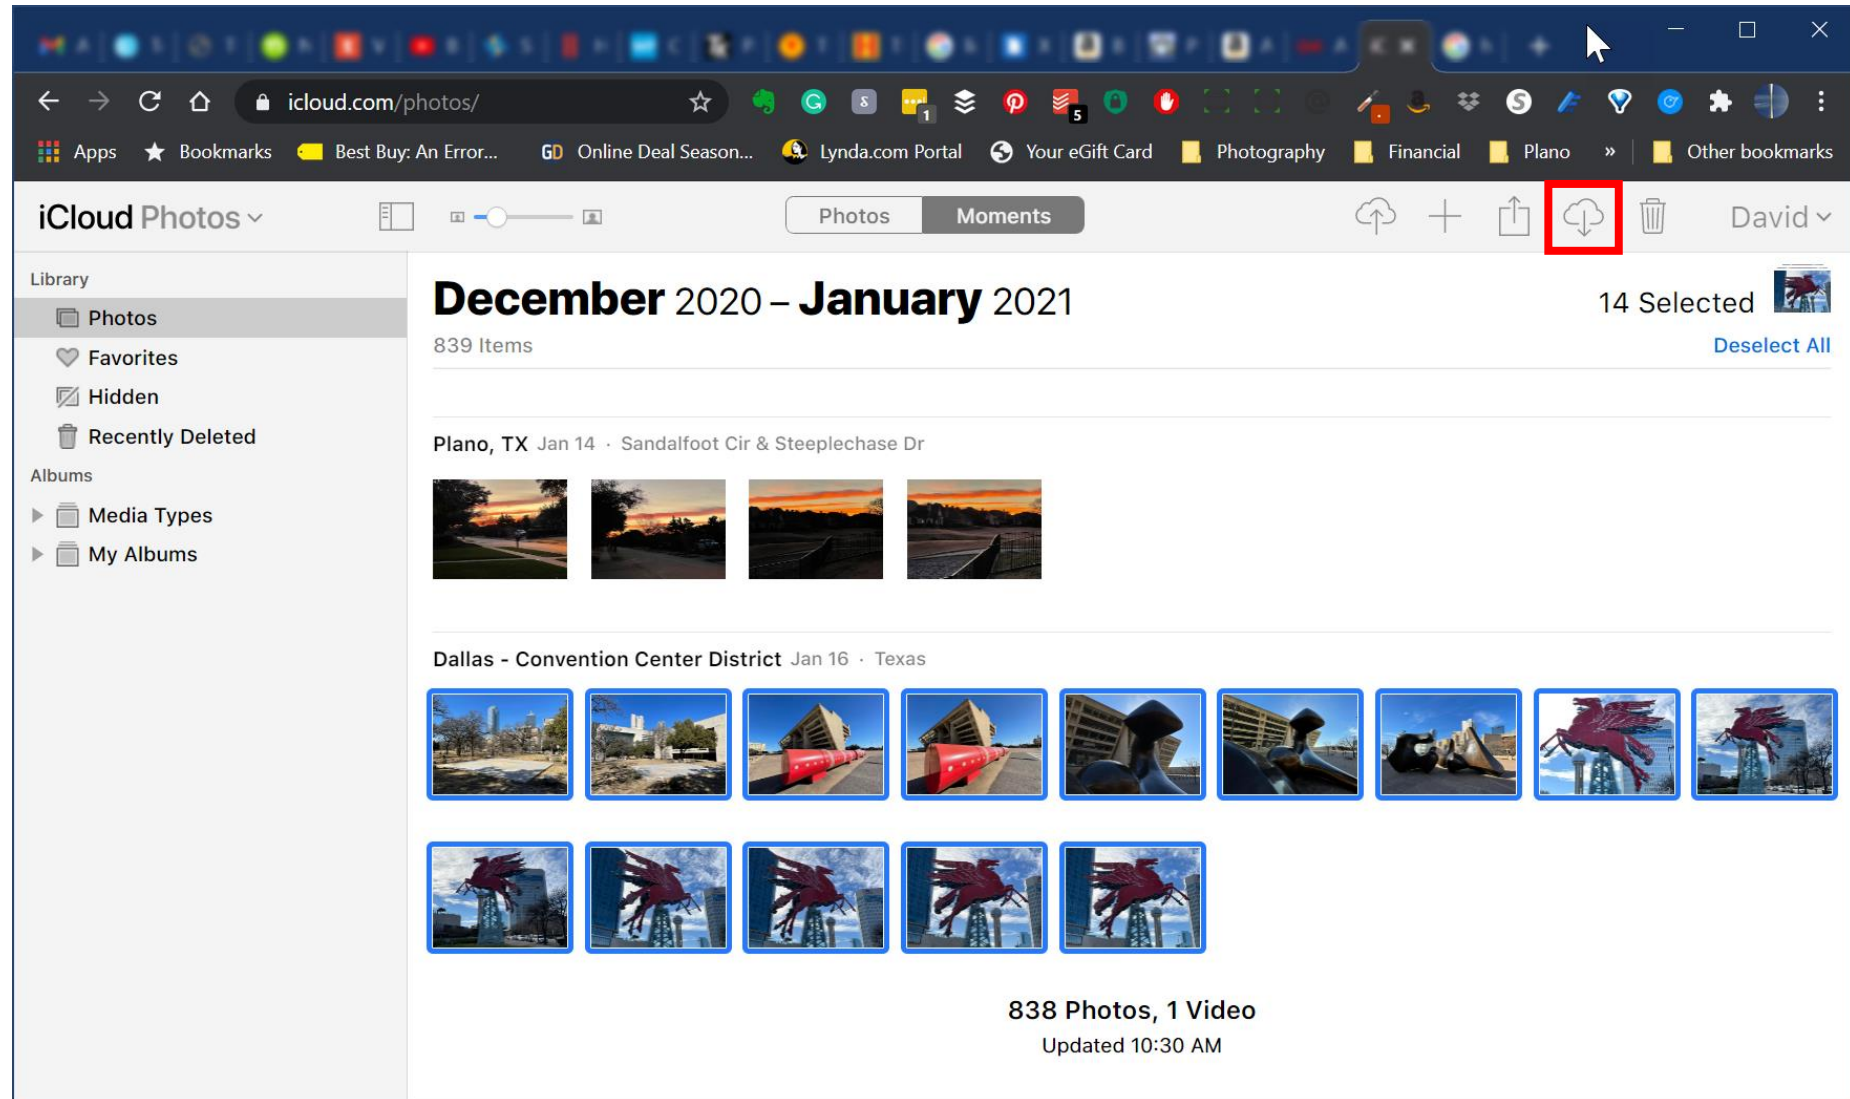 icloud.com/photos/
1
5
Apps Bookmarks Best Buy: An Error... GD Online Deal Season... Lynda.com Portal Your eGift Card Photography Financial Plano » Other bookmarks
iCloud Photos Photos Moments David
Library
Photos
Favorites
Hidden
Recently Deleted
Albums
Media Types
My Albums
December 2020 – January 2021
14 Selected
839 Items
Deselect All
Plano, TX Jan 14 · Sandalfoot Cir & Steeplechase Dr
Dallas - Convention Center District Jan 16 · Texas
838 Photos, 1 Video
Updated 10:30 AM